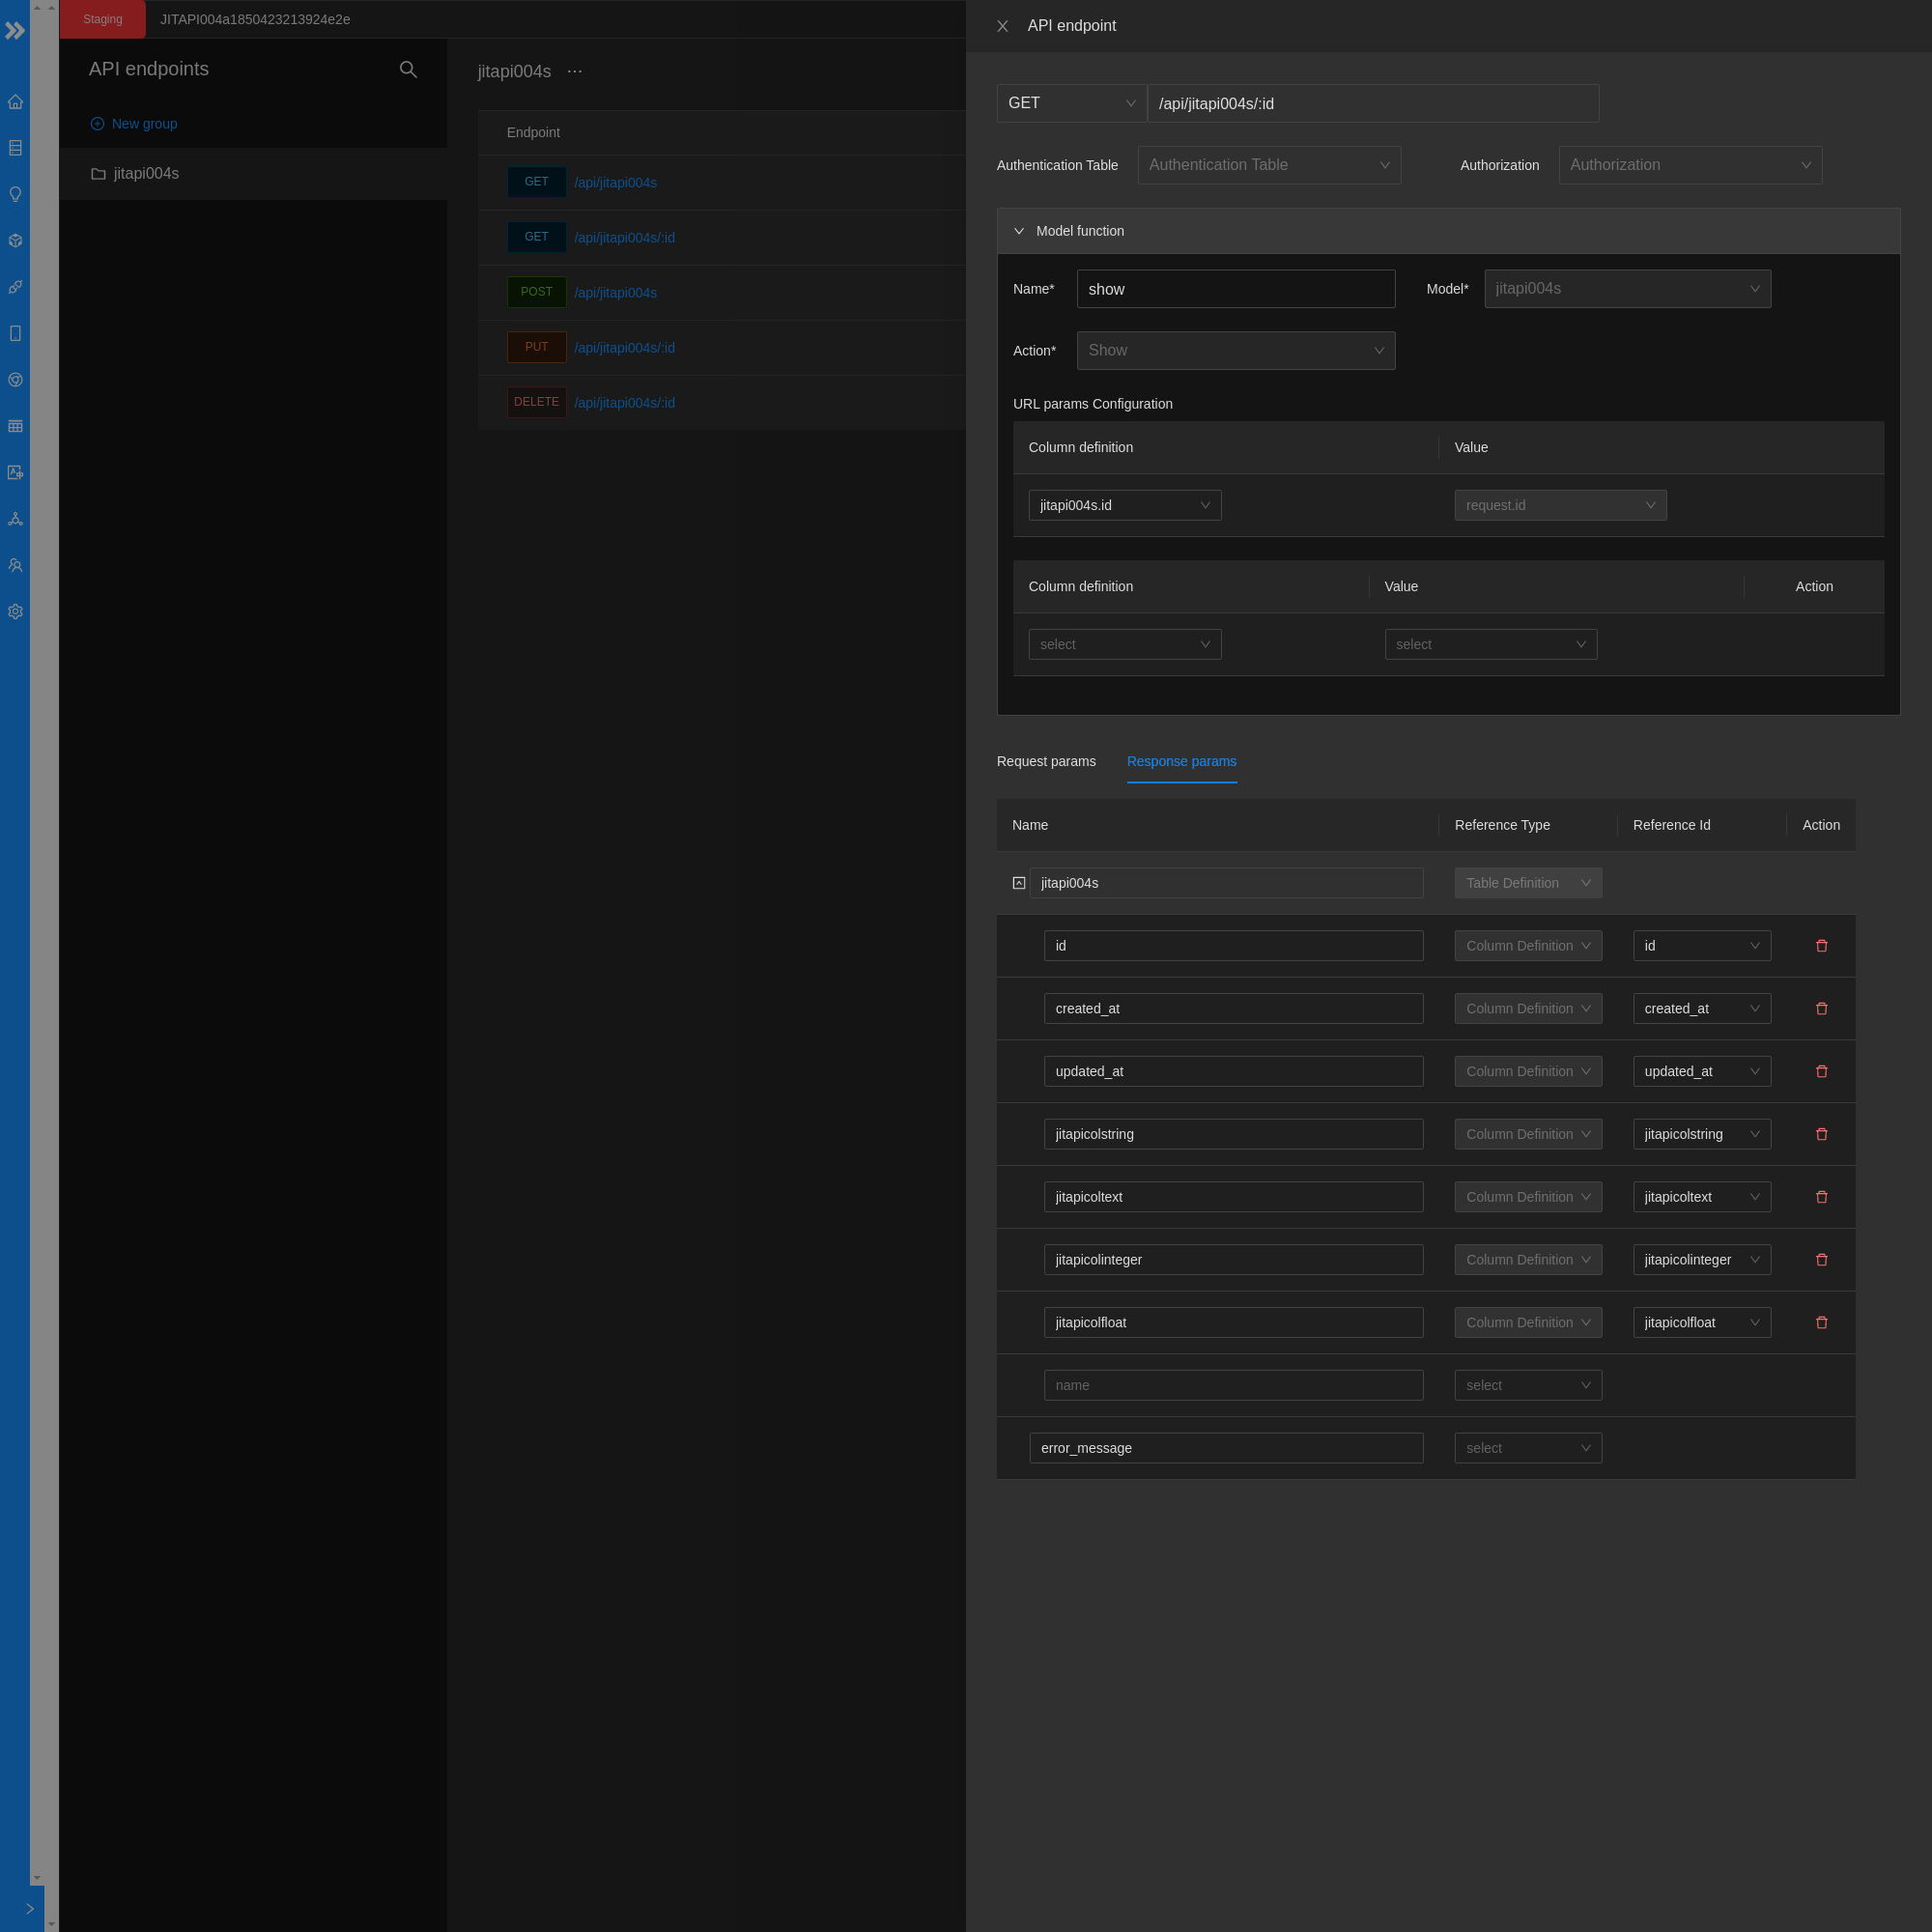 Staging
JITAPI004a1850423213924e2e
API endpoints
New group
jitapi004s
jitapi004s ···
Endpoint
GET /api/jitapi004s
GET /api/jitapi004s/:id
POST /api/jitapi004s
PUT /api/jitapi004s/:id
DELETE /api/jitapi004s/:id
API endpoint
GET /api/jitapi004s/:id
Authentication Table Authentication Table Authorization Authorization
Model function
Name* show Model* jitapi004s
Action* Show
URL params Configuration
Column definition Value
jitapi004s.id request.id
Column definition Value Action
select select
Request params Response params
Name Reference Type Reference Id Action
jitapi004s Table Definition
id Column Definition id
created_at Column Definition created_at
updated_at Column Definition updated_at
jitapicolstring Column Definition jitapicolstring
jitapicoltext Column Definition jitapicoltext
jitapicolinteger Column Definition jitapicolinteger
jitapicolfloat Column Definition jitapicolfloat
name select
error_message select